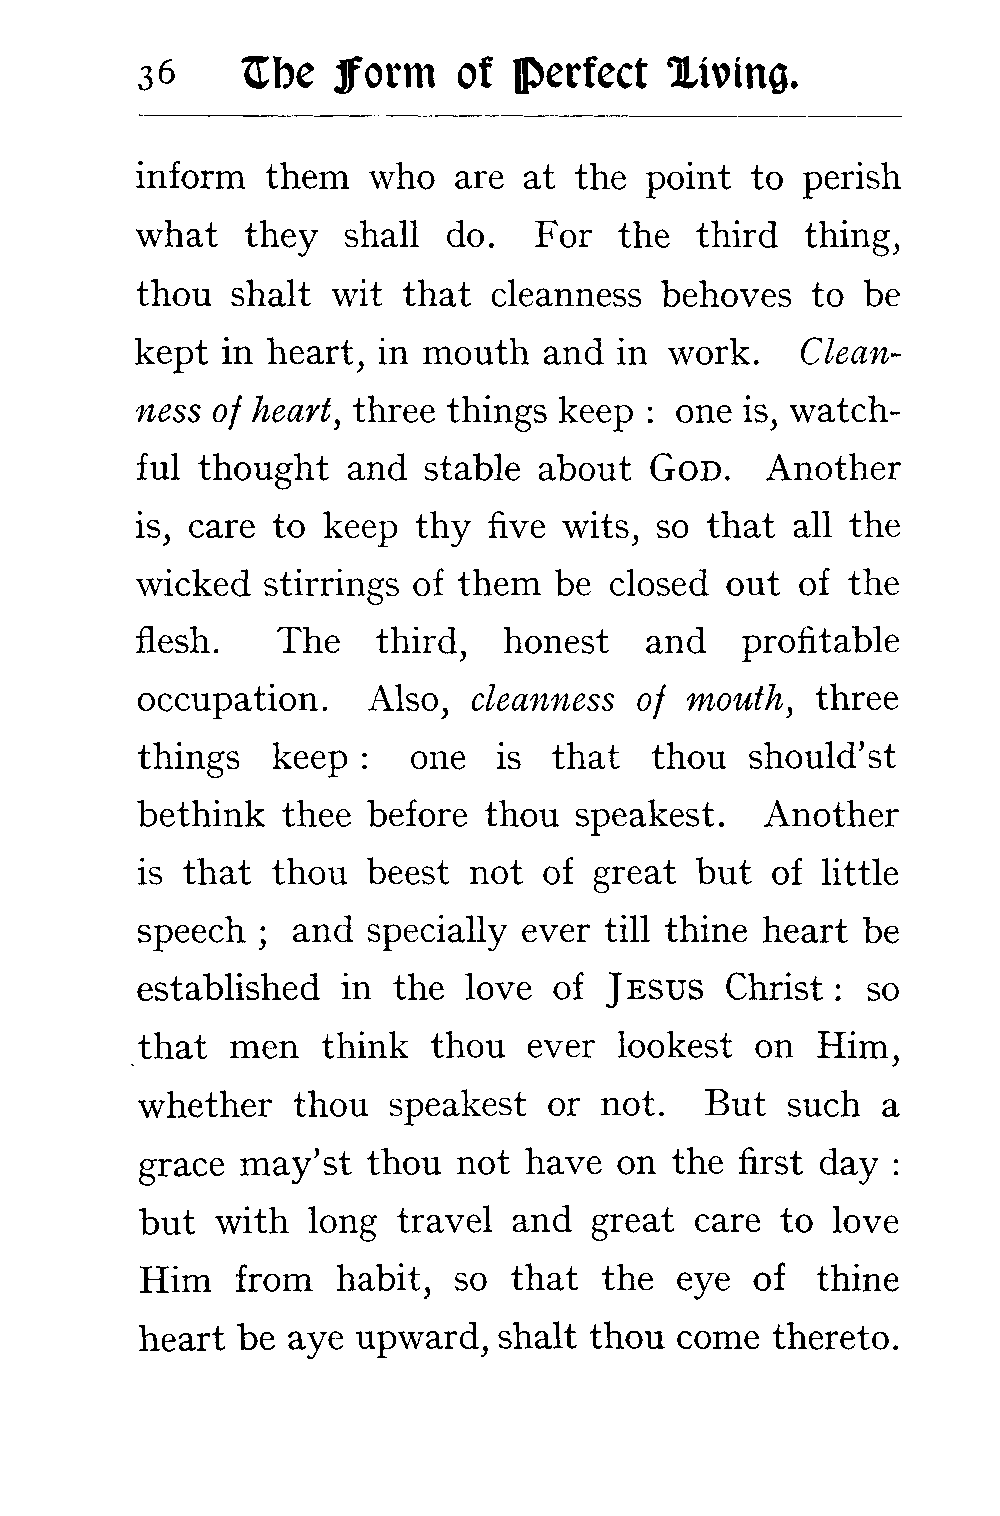 36 The Form of Perfect Living.
inform them who are at the point to perish
what they shall do. For the third thing,
thou shalt wit that cleanness behoves to be
kept in heart, in mouth and in work. Clean-
ness of heart, three things keep : one is, watch-
ful thought and stable about GOD. Another
is, care to keep thy five wits, so that all the
wicked stirrings of them be closed out of the
flesh. The third, honest and profitable
occupation. Also, cleanness of mouth, three
things keep : one is that thou should'st
bethink thee before thou speakest. Another
is that thou beest not of great but of little
speech ; and specially ever till thine heart be
established in the love of JESUS Christ : so
that men think thou ever lookest on Him,
whether thou speakest or not. But such a
grace may'st thou not have on the first day :
but with long travel and great care to love
Him from habit, so that the eye of thine
heart be aye upward, shalt thou come thereto.